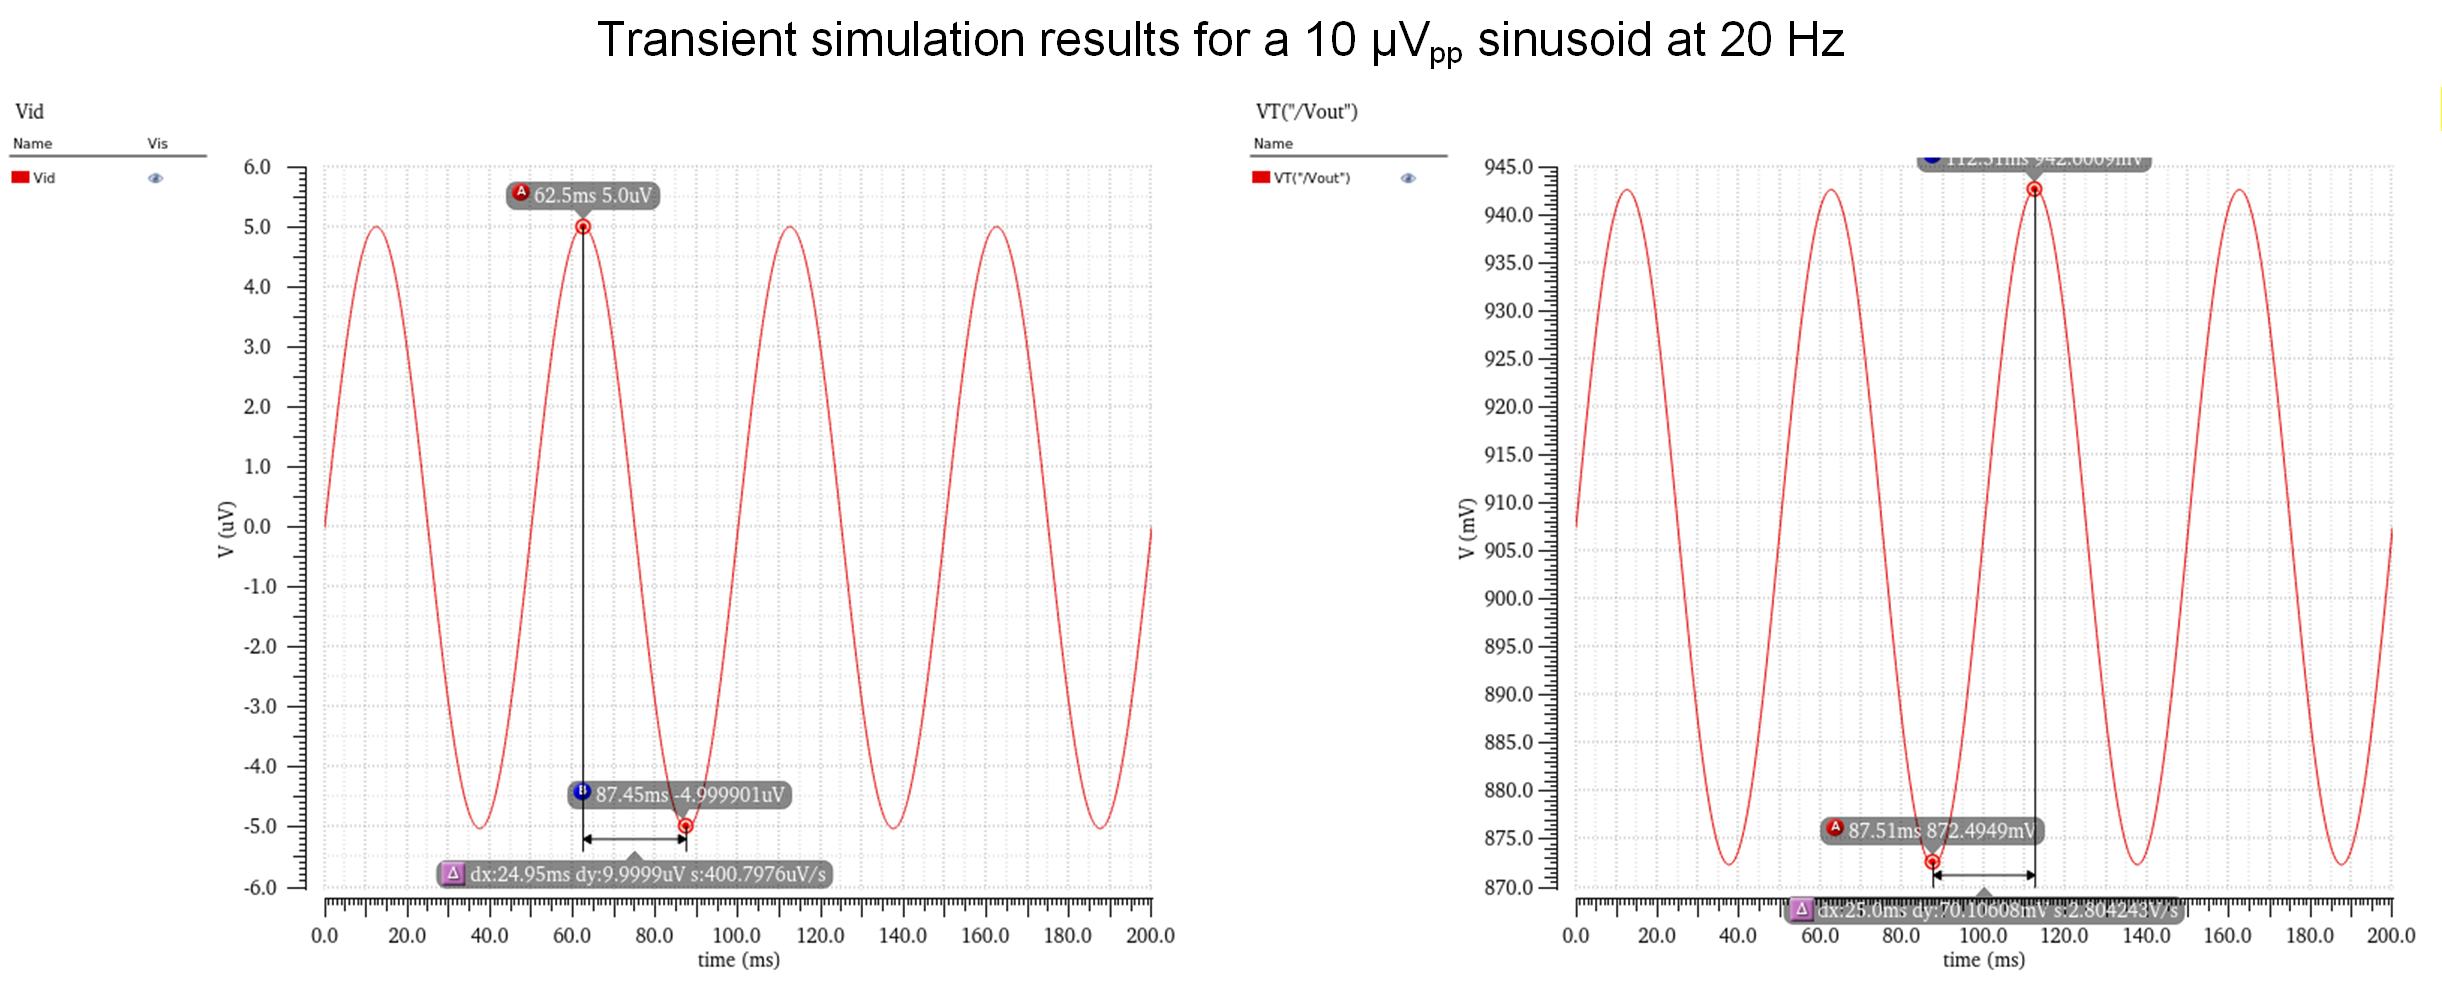 Transient simulation results for a 10 µVpp sinusoid at 20 Hz
Vid
Name Vis
Vid
6.0
5.0
4.0
3.0
2.0
1.0
0.0
-1.0
-2.0
-3.0
-4.0
-5.0
-6.0
V (uV)
A 62.5ms 5.0uV
B 87.45ms -4.999901uV
Δ dx:24.95ms dy:9.9999uV s:400.7976uV/s
0.0 20.0 40.0 60.0 80.0 100.0 120.0 140.0 160.0 180.0 200.0
time (ms)
VT("/Vout")
Name
VT("/Vout")
945.0
940.0
935.0
930.0
925.0
920.0
915.0
910.0
905.0
900.0
895.0
890.0
885.0
880.0
875.0
870.0
V (mV)
112.51ms 942.6009mV
A 87.51ms 872.4949mV
Δ dx:25.0ms dy:70.10608mV s:2.804243V/s
0.0 20.0 40.0 60.0 80.0 100.0 120.0 140.0 160.0 180.0 200.0
time (ms)